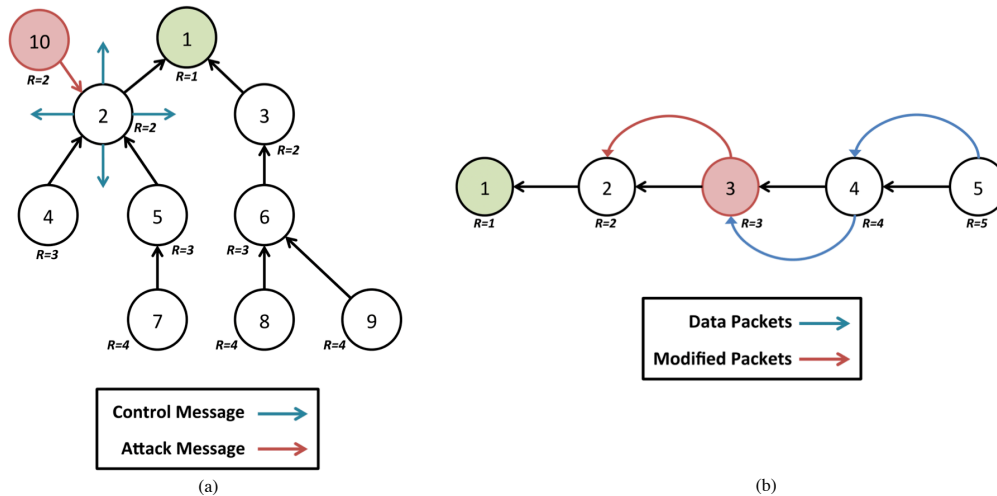 10
R=2
1
R=1
2
R=2
3
R=2
4
R=3
5
R=3
6
R=3
7
R=4
8
R=4
9
R=4
Control Message
Attack Message
(a)
1
R=1
2
R=2
3
R=3
4
R=4
5
R=5
Data Packets
Modified Packets
(b)